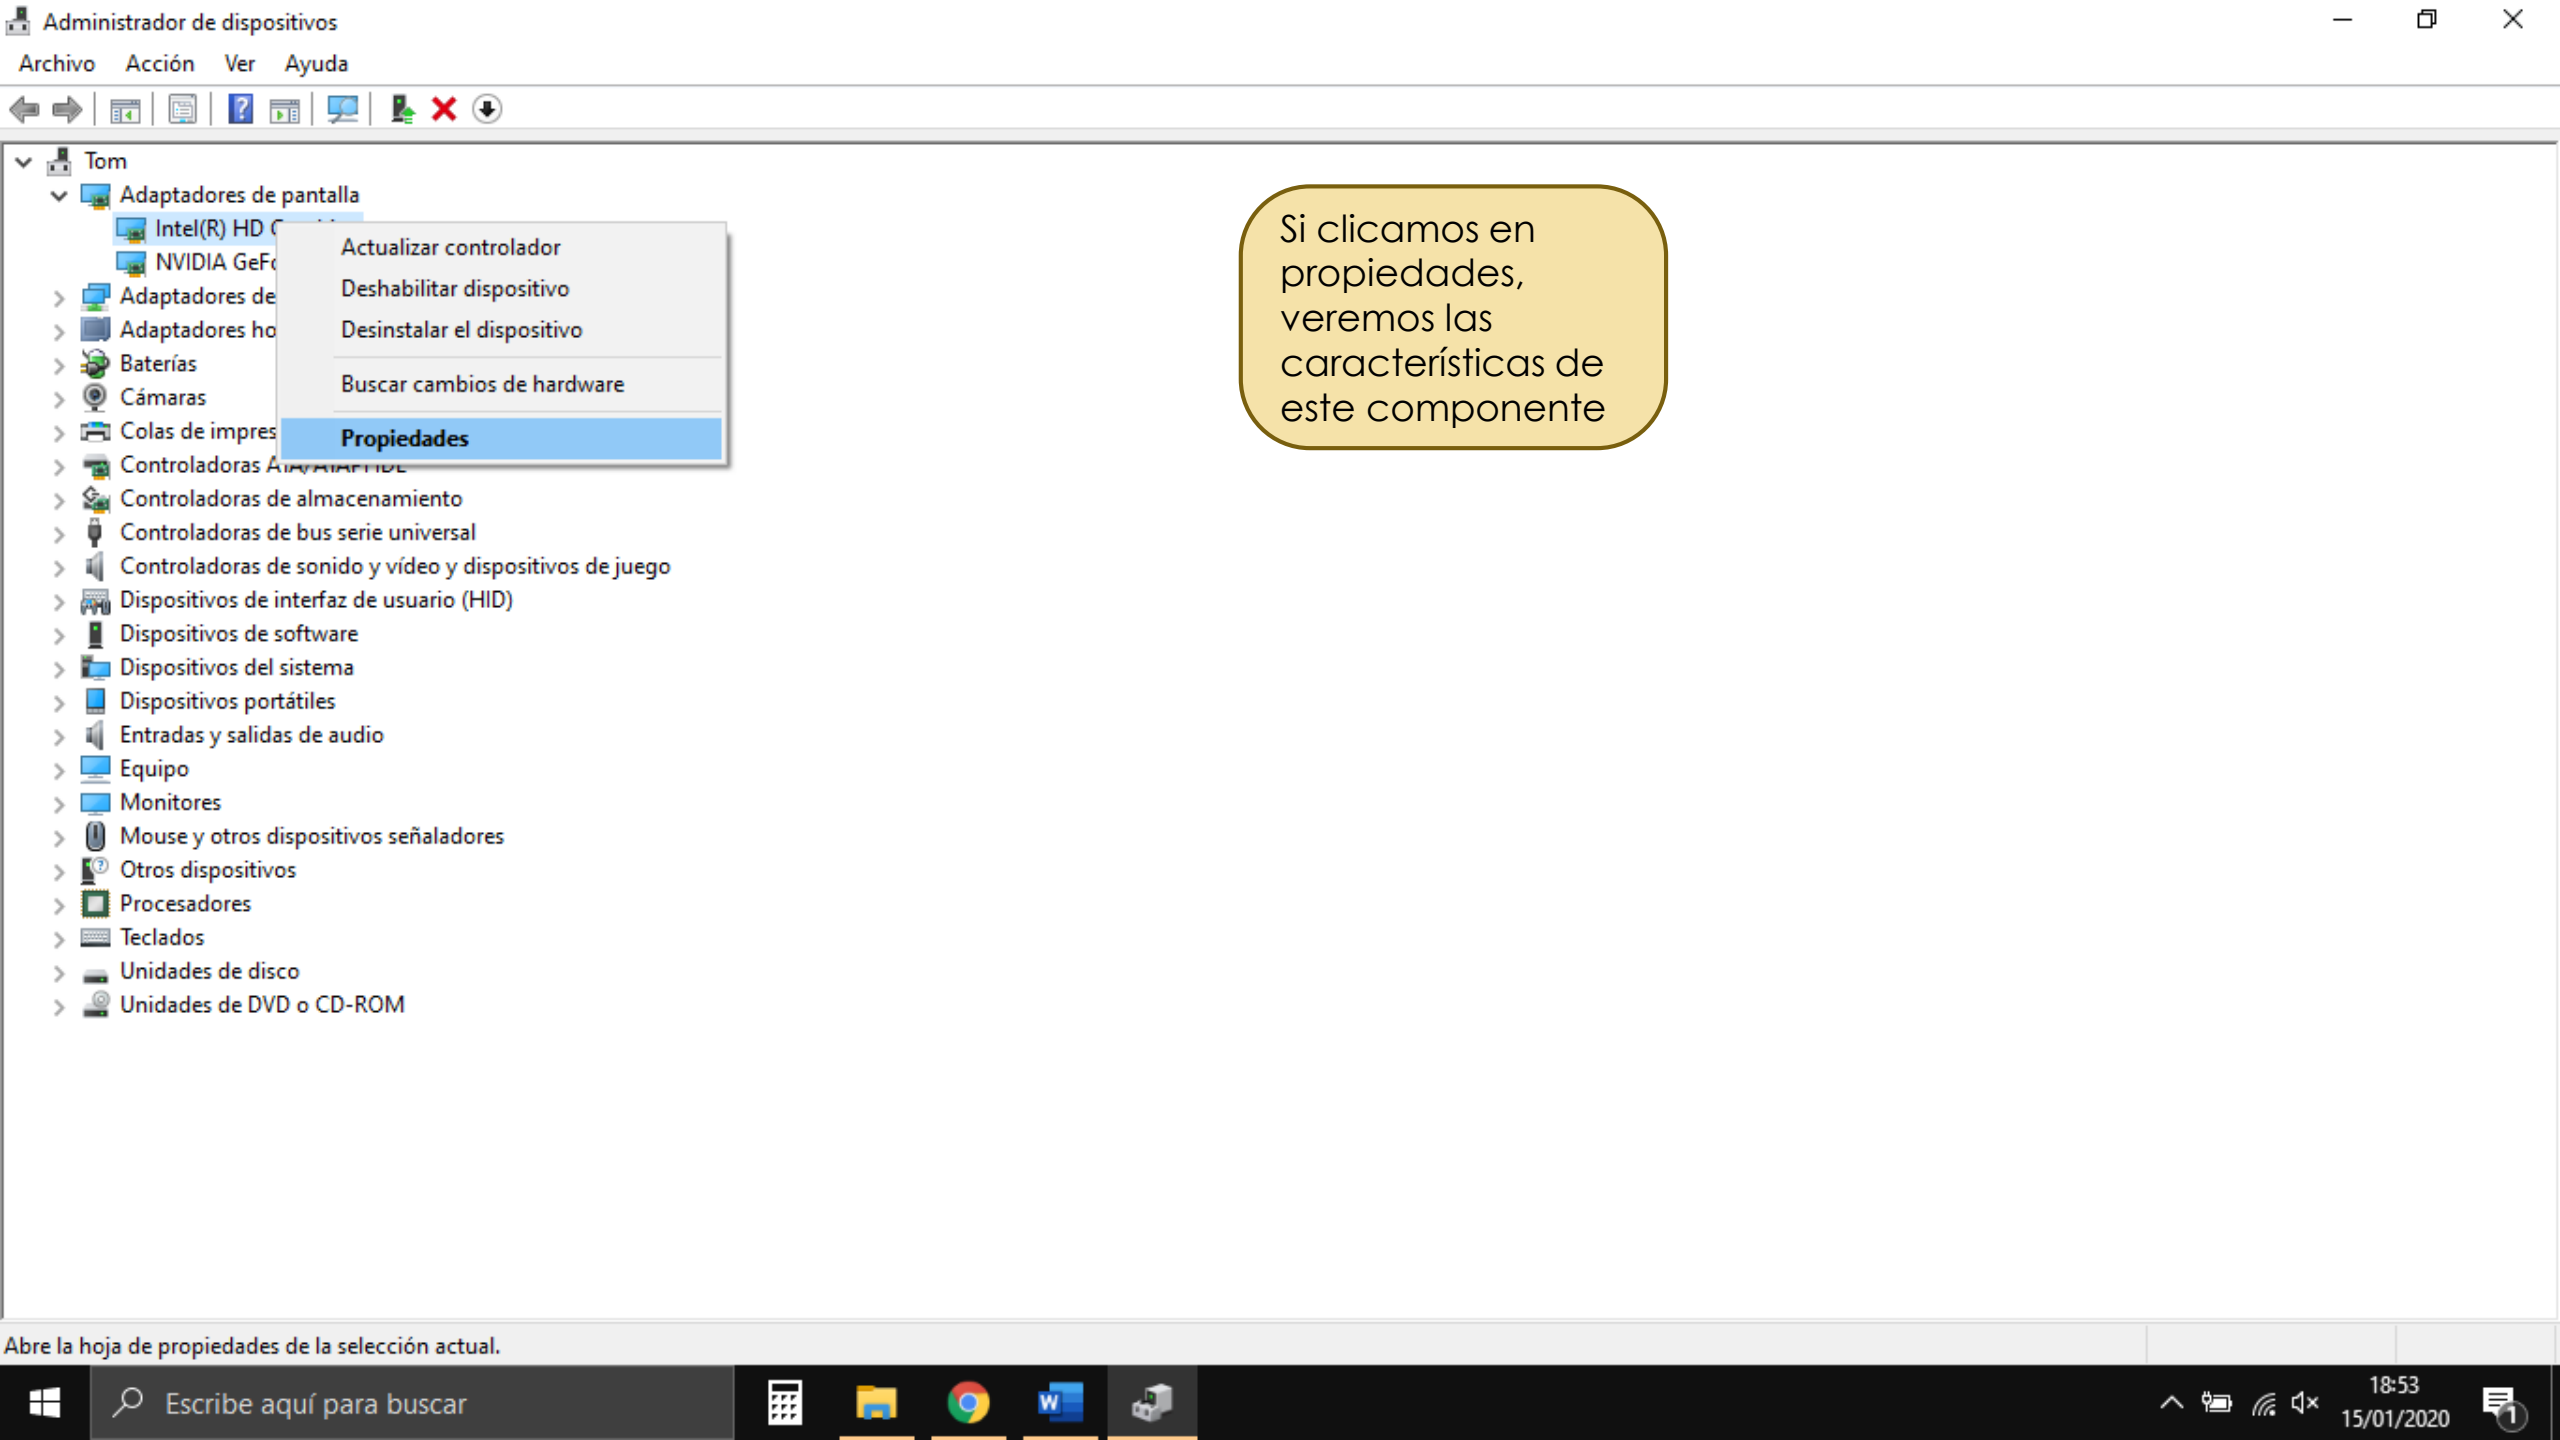 Administrador de dispositivos
Archivo Acción Ver Ayuda
Tom
Adaptadores de pantalla
Intel(R) HD
NVIDIA
Adaptadores de
Adaptadores
Baterías
Cámaras
Colas de
Controladoras
Controladoras de almacenamiento
Controladoras de bus serie universal
Controladoras de sonido y vídeo y dispositivos de juego
Dispositivos de interfaz de usuario (HID)
Dispositivos de software
Dispositivos del sistema
Dispositivos portátiles
Entradas y salidas de audio
Equipo
Monitores
Mouse y otros dispositivos señaladores
Otros dispositivos
Procesadores
Teclados
Unidades de disco
Unidades de DVD o CD-ROM
Actualizar controlador
Deshabilitar dispositivo
Desinstalar el dispositivo
Buscar cambios de hardware
Propiedades
Si clicamos en
propiedades,
veremos las
características de
este componente
Abre la hoja de propiedades de la selección actual.
Escribe aquí para buscar
W
18:53
15/01/2020
1